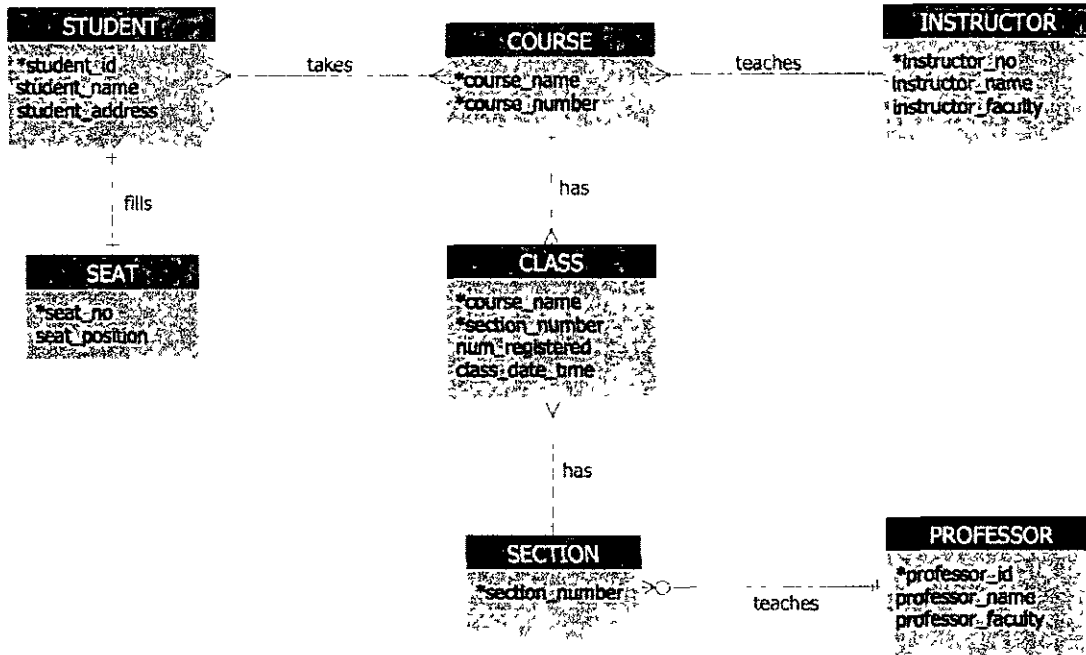 STUDENT
*student_id
student_name
student_address
takes
COURSE
*course_name
*course_number
teaches
INSTRUCTOR
*instructor_no
instructor_name
instructor_faculty
fills
has
SEAT
*seat_no
seat_position
CLASS
*course_name
*section_number
num_registered
class_date_time
has
SECTION
*section_number
teaches
PROFESSOR
*professor_id
professor_name
professor_faculty